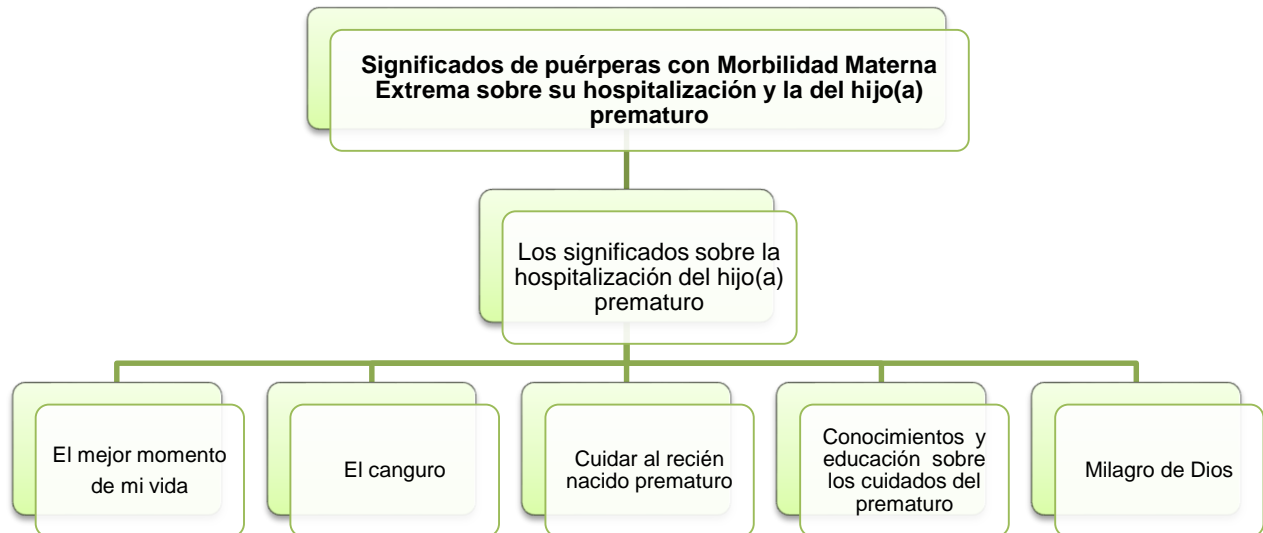 Significados de puérperas con Morbilidad Materna
Extrema sobre su hospitalización y la del hijo(a)
prematuro
Los significados sobre la
hospitalización del hijo(a)
prematuro
El mejor momento
de mi vida
El canguro
Cuidar al recién
nacido prematuro
Conocimientos y
educación sobre
los cuidados del
prematuro
Milagro de Dios